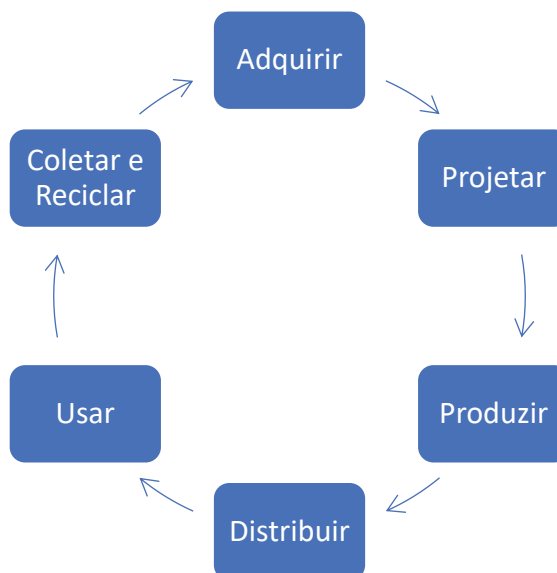 Adquirir
Projetar
Produzir
Distribuir
Usar
Coletar e
Reciclar